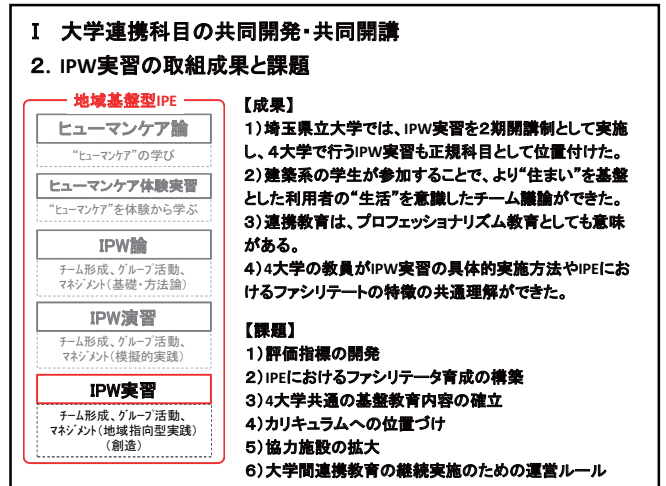 Ⅰ 大学連携科目の共同開発・共同開講
２．IPW実習の取組成果と課題
地域基盤型IPE
ヒューマンケア論
“ヒューマンケア”の学び
ヒューマンケア体験実習
“ヒューマンケア”を体験から学ぶ
IPW論
チーム形成、グループ活動、
マネジメント（基礎・方法論）
IPW演習
チーム形成、グループ活動、
マネジメント（模擬的実践）
IPW実習
チーム形成、グループ活動、
マネジメント（地域指向型実践）
（創造）
【成果】
１）埼玉県立大学では、IPW実習を２期開講制として実施
し、４大学で行うIPW実習も正規科目として位置付けた。
２）建築系の学生が参加することで、より“住まい”を基盤
とした利用者の“生活”を意識したチーム議論ができた。
３）連携教育は、プロフェッショナリズム教育としても意味
がある。
４）４大学の教員がIPW実習の具体的実施方法やIPEにお
けるファシリテートの特徴の共通理解ができた。
【課題】
１）評価指標の開発
２）IPEにおけるファシリテータ育成の構築
３）４大学共通の基盤教育内容の確立
４）カリキュラムへの位置づけ
５）協力施設の拡大
６）大学間連携教育の継続実施のための運営ルール